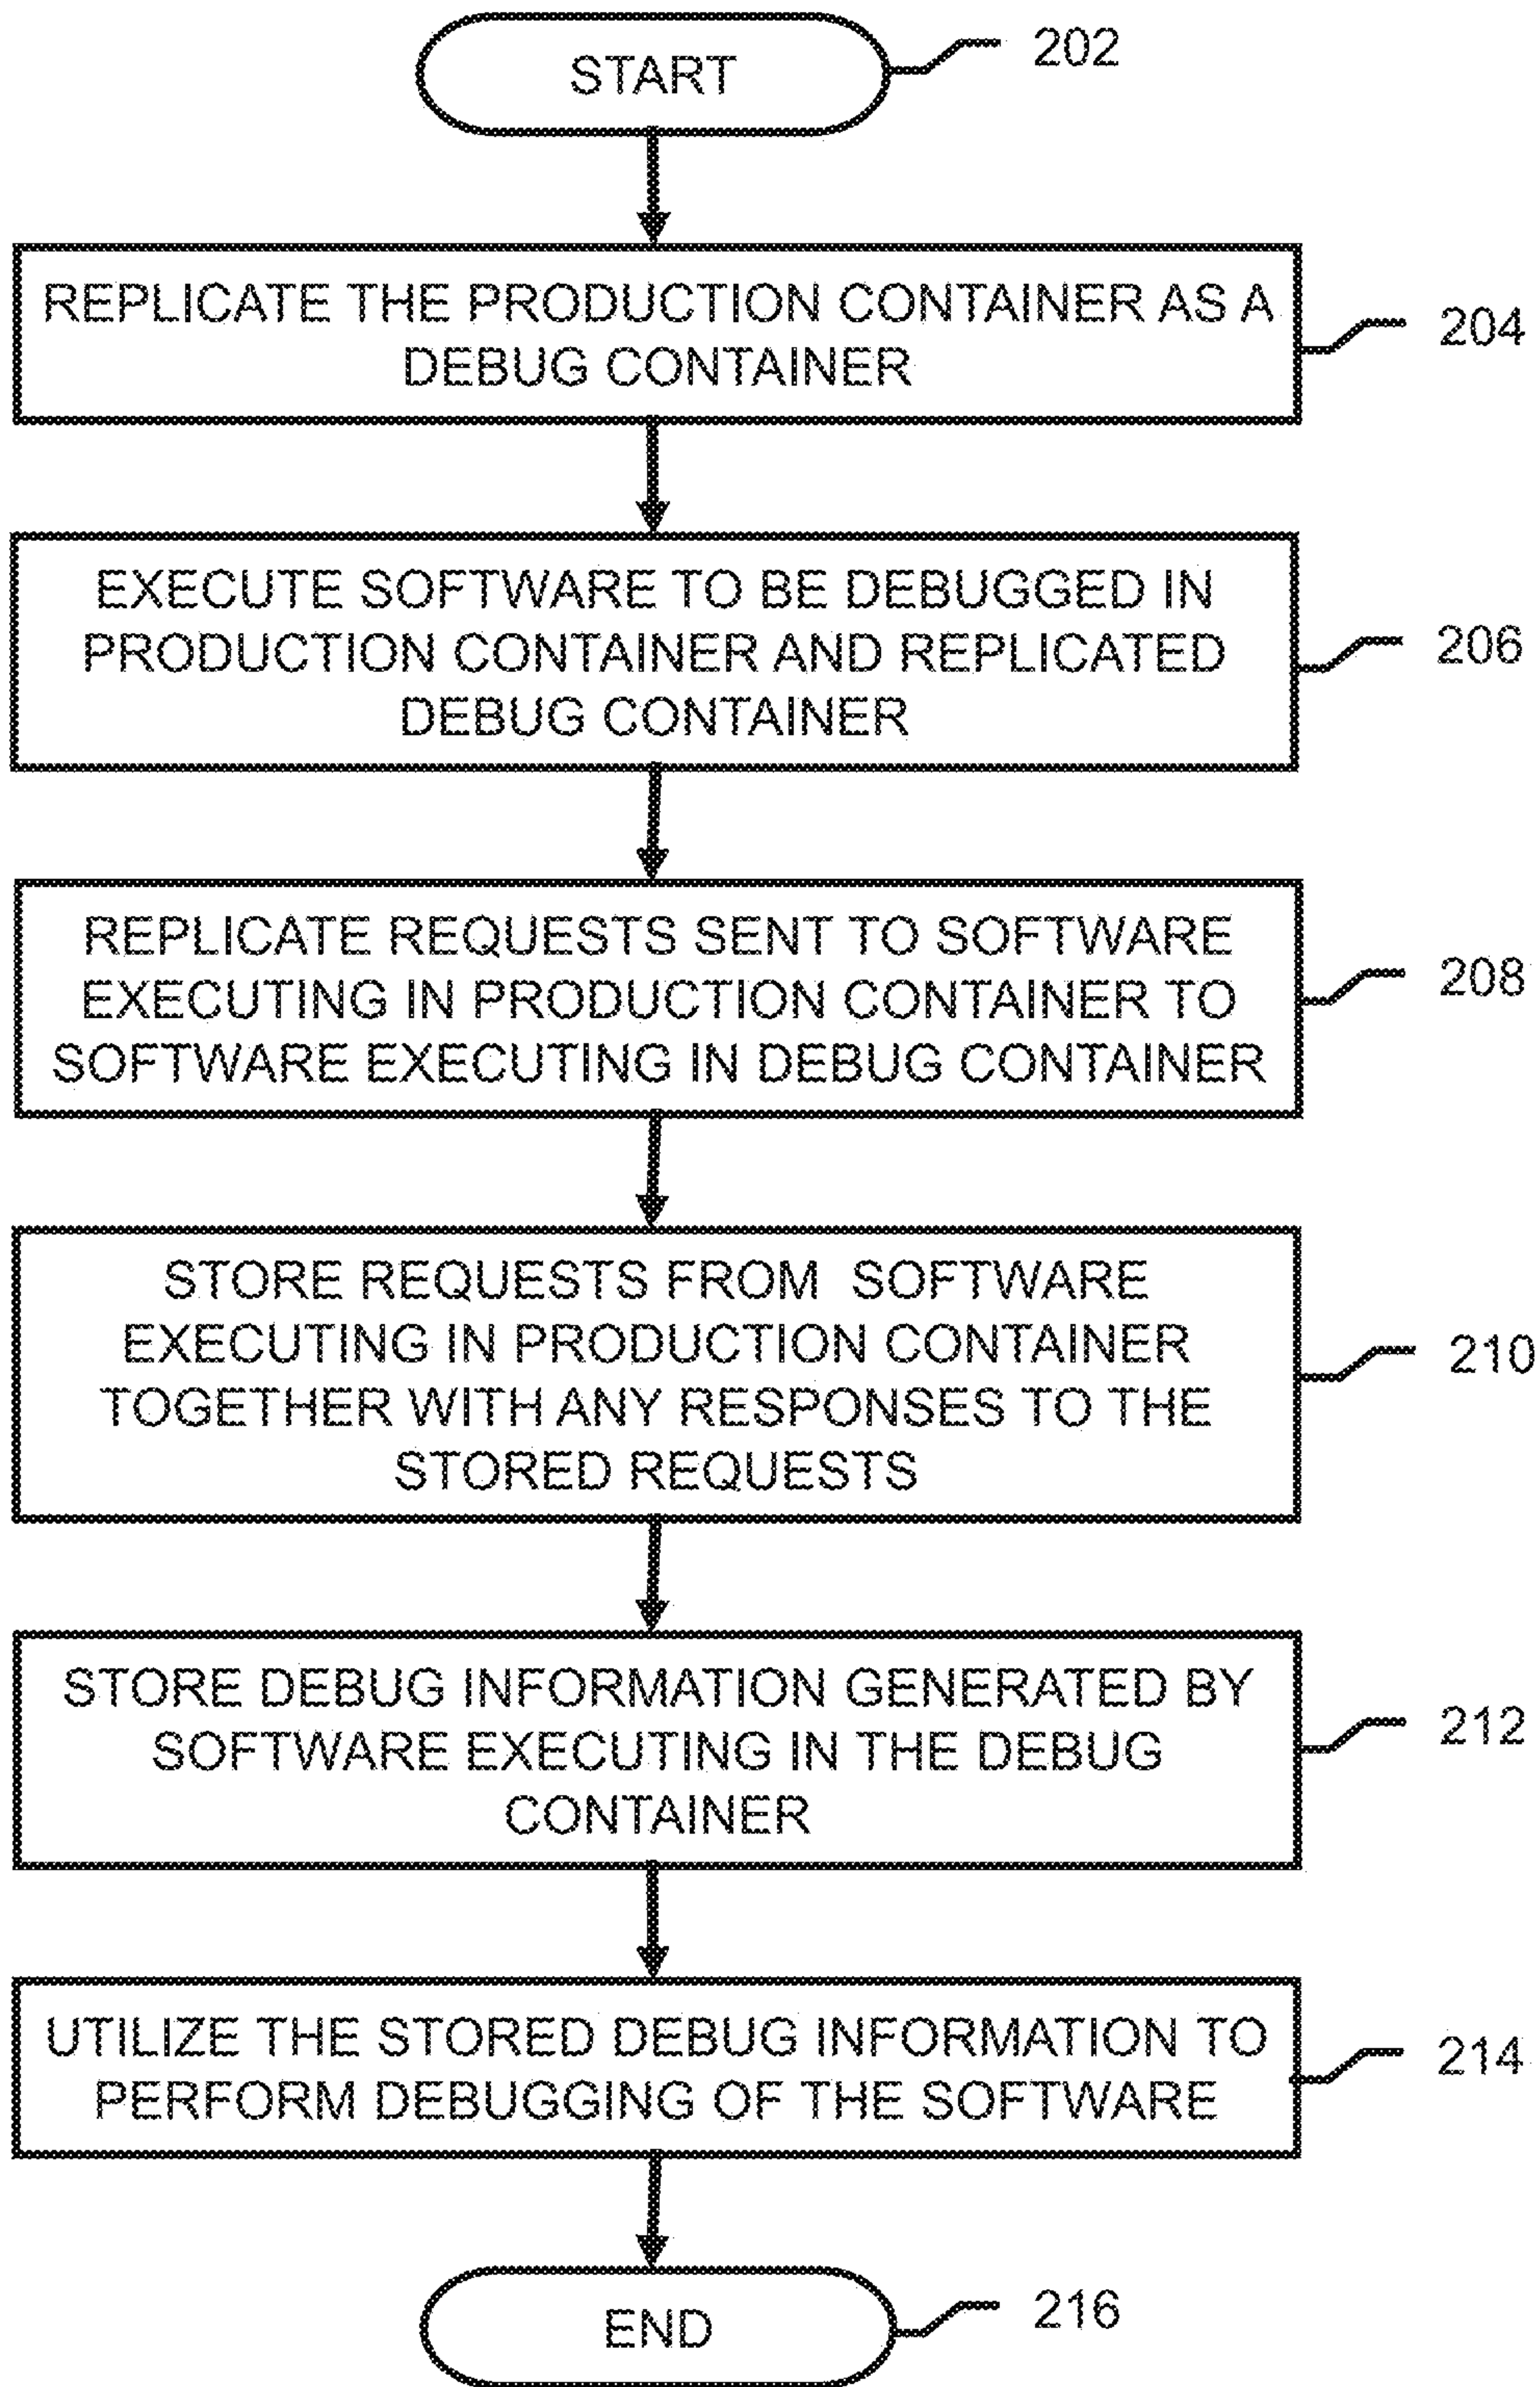 START
202
REPLICATE THE PRODUCTION CONTAINER AS A
DEBUG CONTAINER
204
EXECUTE SOFTWARE TO BE DEBUGGED IN
PRODUCTION CONTAINER AND REPLICATED
DEBUG CONTAINER
206
REPLICATE REQUESTS SENT TO SOFTWARE
EXECUTING IN PRODUCTION CONTAINER TO
SOFTWARE EXECUTING IN DEBUG CONTAINER
208
STORE REQUESTS FROM SOFTWARE
EXECUTING IN PRODUCTION CONTAINER
TOGETHER WITH ANY RESPONSES TO THE
STORED REQUESTS
210
STORE DEBUG INFORMATION GENERATED BY
SOFTWARE EXECUTING IN THE DEBUG
CONTAINER
212
UTILIZE THE STORED DEBUG INFORMATION TO
PERFORM DEBUGGING OF THE SOFTWARE
214
END
216